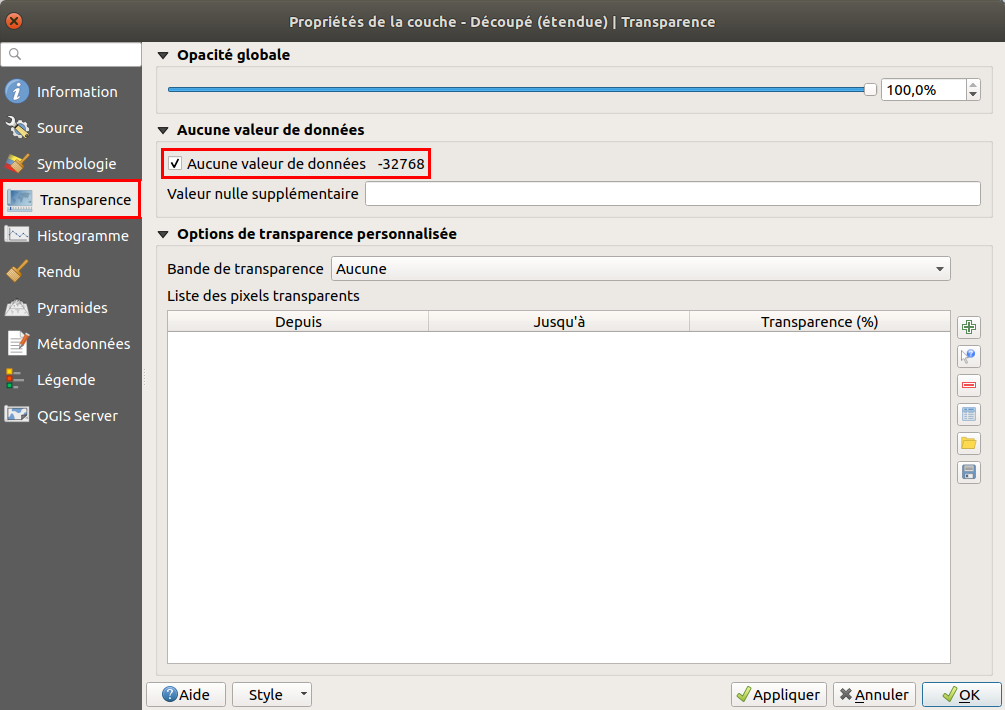 Propriétés de la couche - Découpé (étendue) | Transparence
Information
Source
Symbologie
Transparence
Histogramme
Rendu
Pyramides
Métadonnées
Légende
QGIS Server
Opacité globale
100,0%
Aucune valeur de données
Aucune valeur de données -32768
Valeur nulle supplémentaire
Options de transparence personnalisée
Bande de transparence Aucune
Liste des pixels transparents
Depuis Jusqu'à Transparence (%)
Aide Style Appliquer Annuler OK